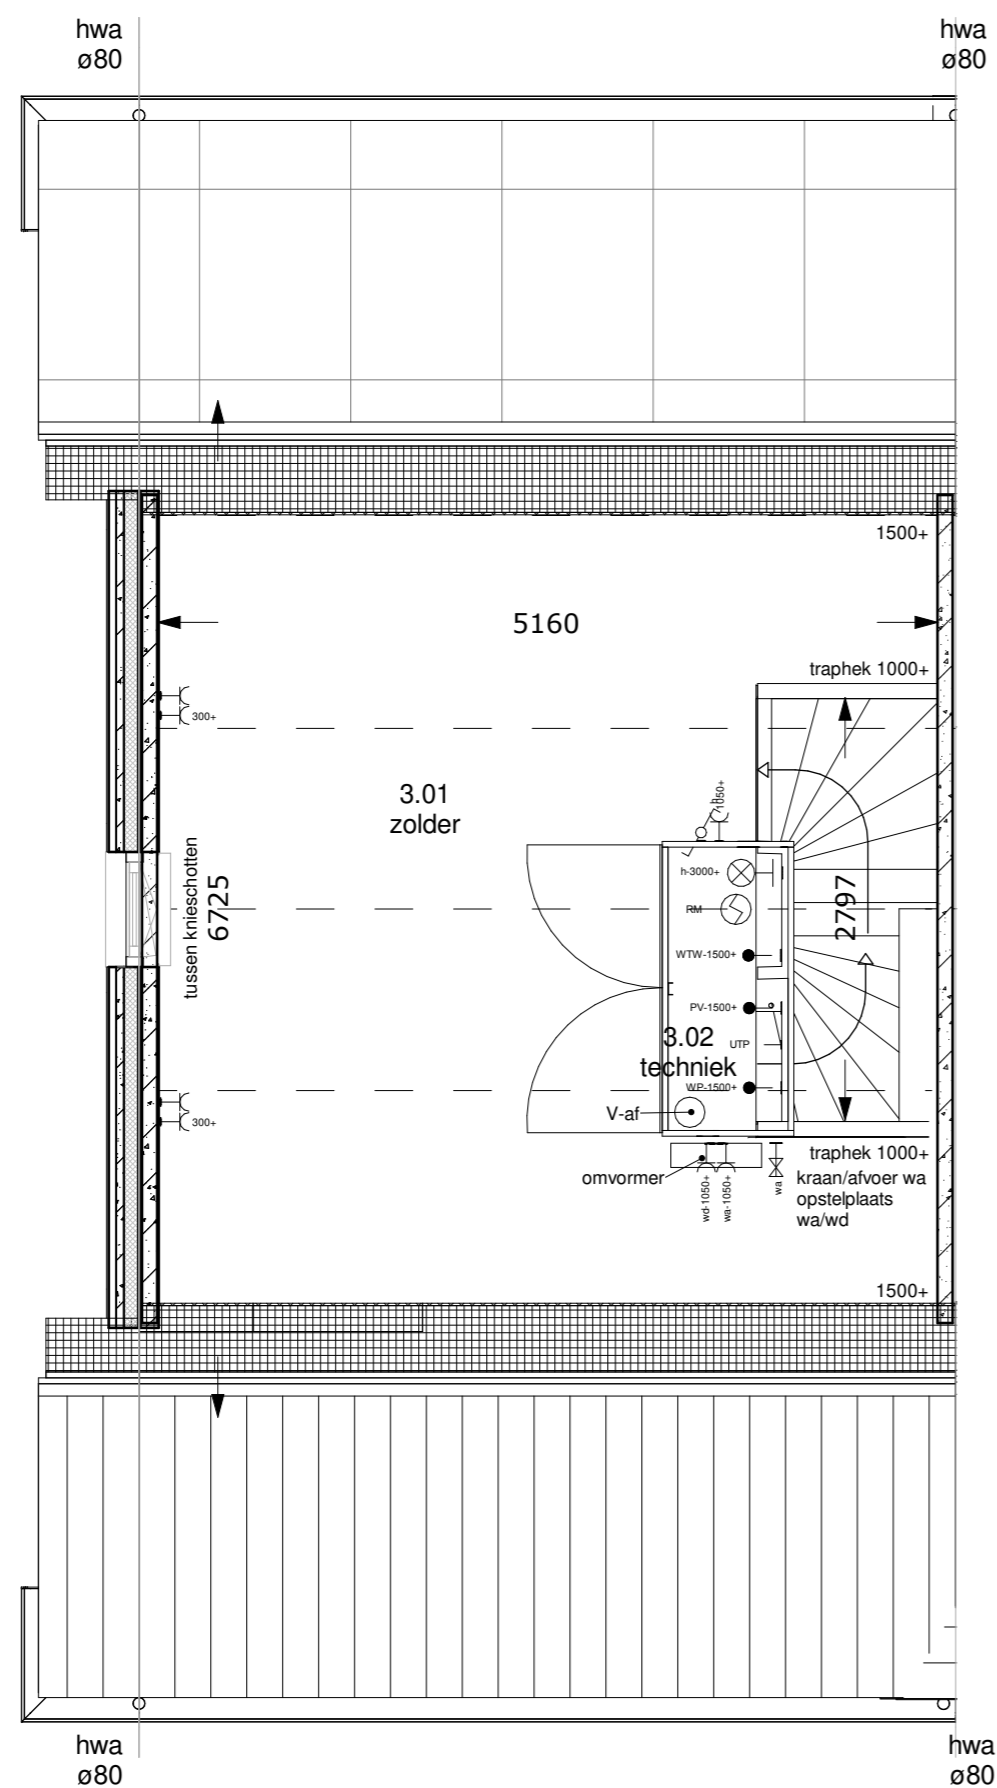 hwa
ø80
hwa
ø80
1500+
5160
traphek 1000+
300+
3.01
zolder
1050+
h-3000+
tussen knieschotten
6725
2797
RM
WTW-1500+
PV-1500+
3.02
techniek
UTP
WP-1500+
V-af
300+
traphek 1000+
omvormer
wd-1050+
wa-1050+
wa
kraan/afvoer wa
opstelplaats
wa/wd
1500+
hwa
ø80
hwa
ø80